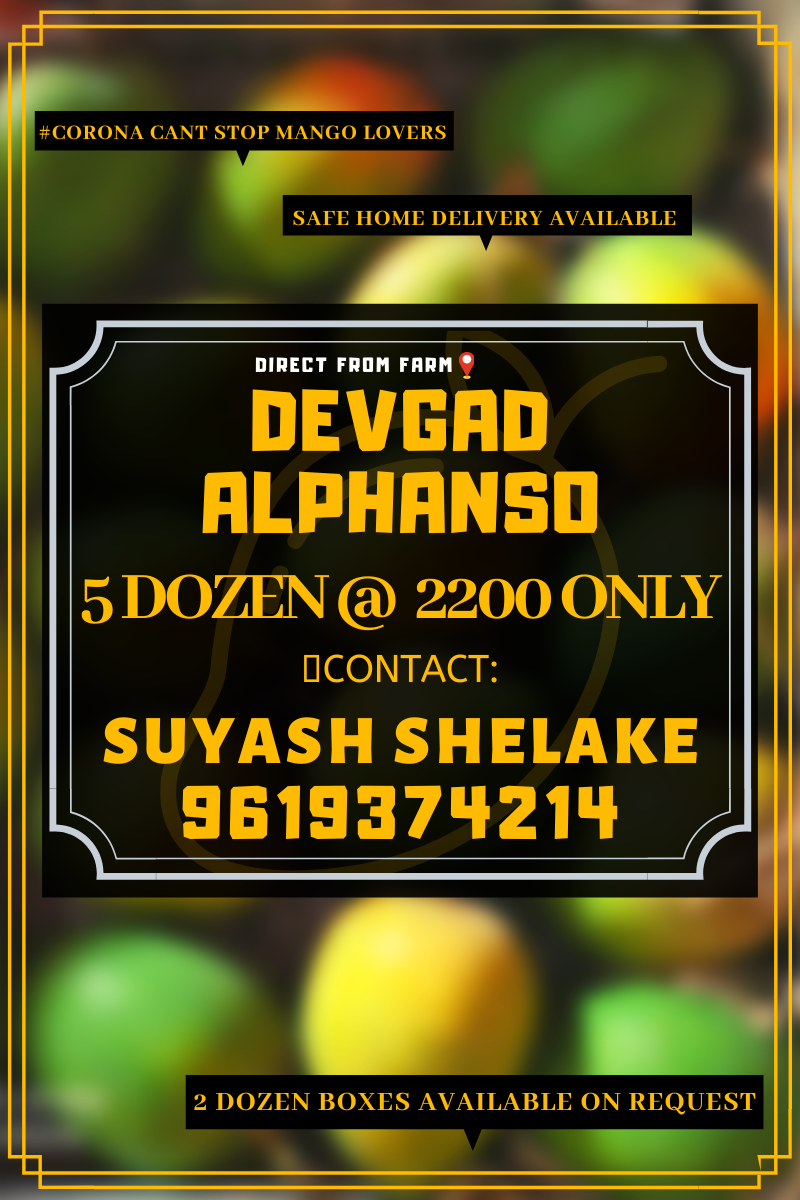 #CORONA CANT STOP MANGO LOVERS
SAFE HOME DELIVERY AVAILABLE
DIRECT FROM FARM
DEVGAD
ALPHANSO
5 DOZEN @ 2200 ONLY
CONTACT:
SUYASH SHELAKE
9619374214
2 DOZEN BOXES AVAILABLE ON REQUEST